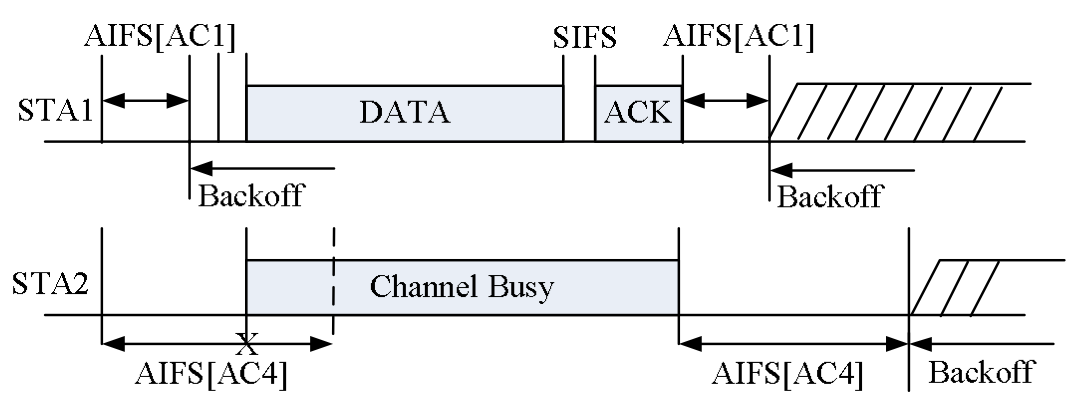 AIFS[AC1] SIFS AIFS[AC1]
STA1 DATA ACK
Backoff Backoff
STA2 Channel Busy
X
AIFS[AC4] AIFS[AC4] Backoff